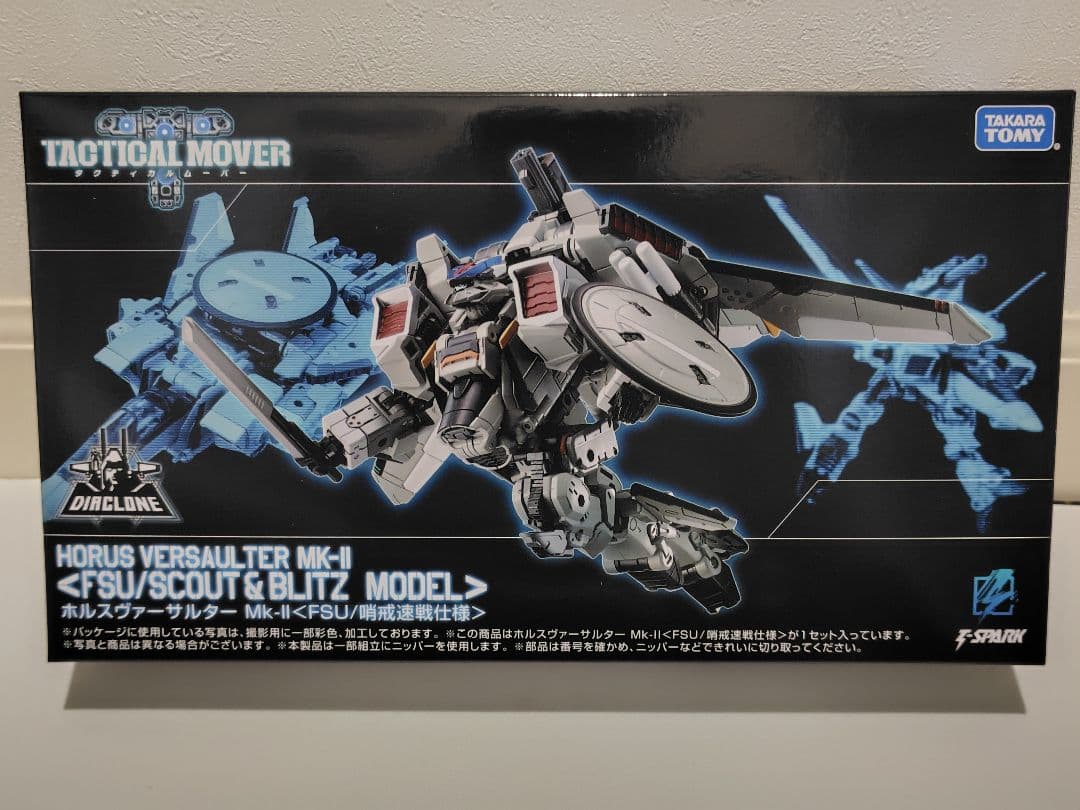 TACTICAL MOVER
タクティカルムーバー
TAKARA
TOMY
DIACLONE
HORUS VERSAULTER MK-II
<FSU/SCOUT&BLITZ MODEL>
ホルスヴァーサルター Mk-II<FSU/哨戒速戦仕様>
※パッケージに使用している写真は、撮影用に一部彩色、加工しております。※この商品はホルスヴァーサルター Mk-II<FSU/哨戒速戦仕様>が1セット入っています。
※写真と商品は異なる場合がございます。※本製品は一部組立にニッパーを使用します。※部品は番号を確かめ、ニッパーなどできれいに切り取ってください。
T-SPARK